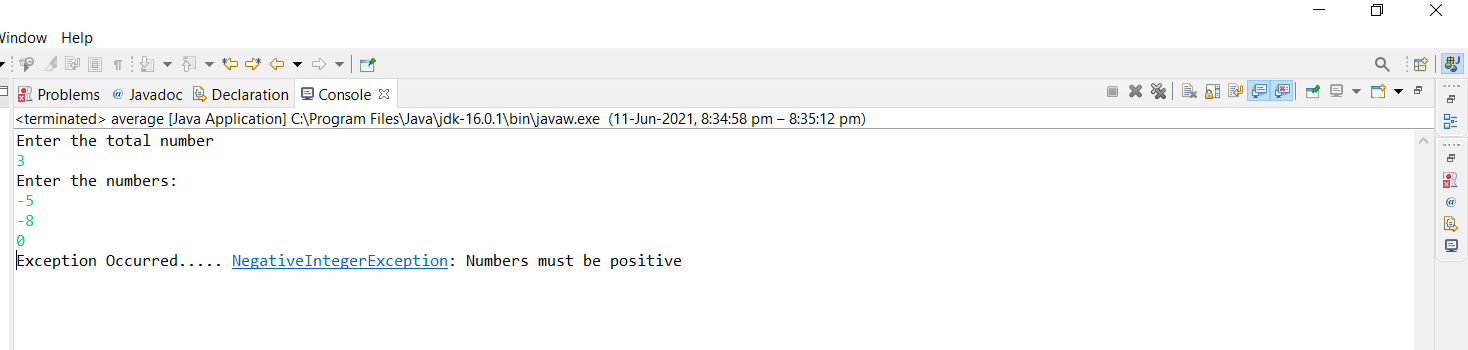 Window Help
Problems @ Javadoc Declaration Console
<terminated> average [Java Application] C:\Program Files\Java\jdk-16.0.1\bin\javaw.exe (11-Jun-2021, 8:34:58 pm – 8:35:12 pm)
Enter the total number
3
Enter the numbers:
-5
-8
0
Exception Occurred..... NegativeIntegerException: Numbers must be positive